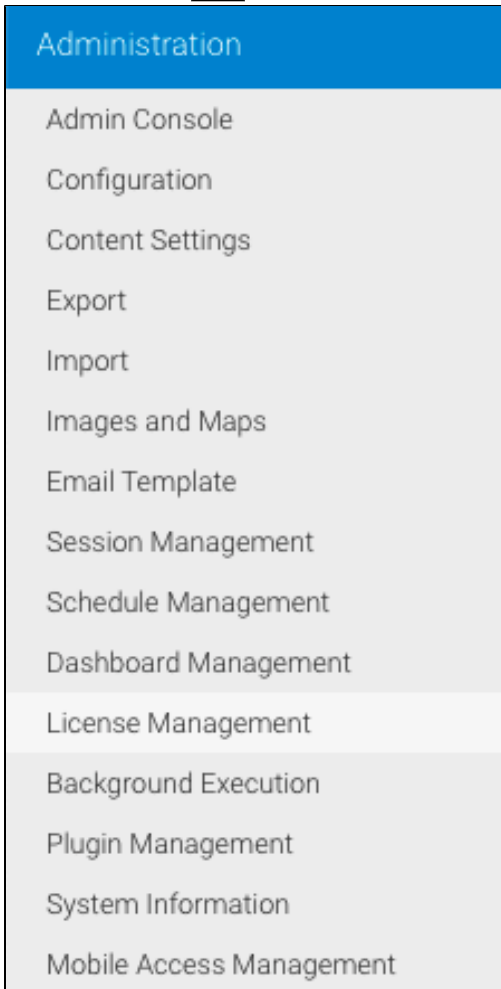 Administration
Admin Console
Configuration
Content Settings
Export
Import
Images and Maps
Email Template
Session Management
Schedule Management
Dashboard Management
License Management
Background Execution
Plugin Management
System Information
Mobile Access Management